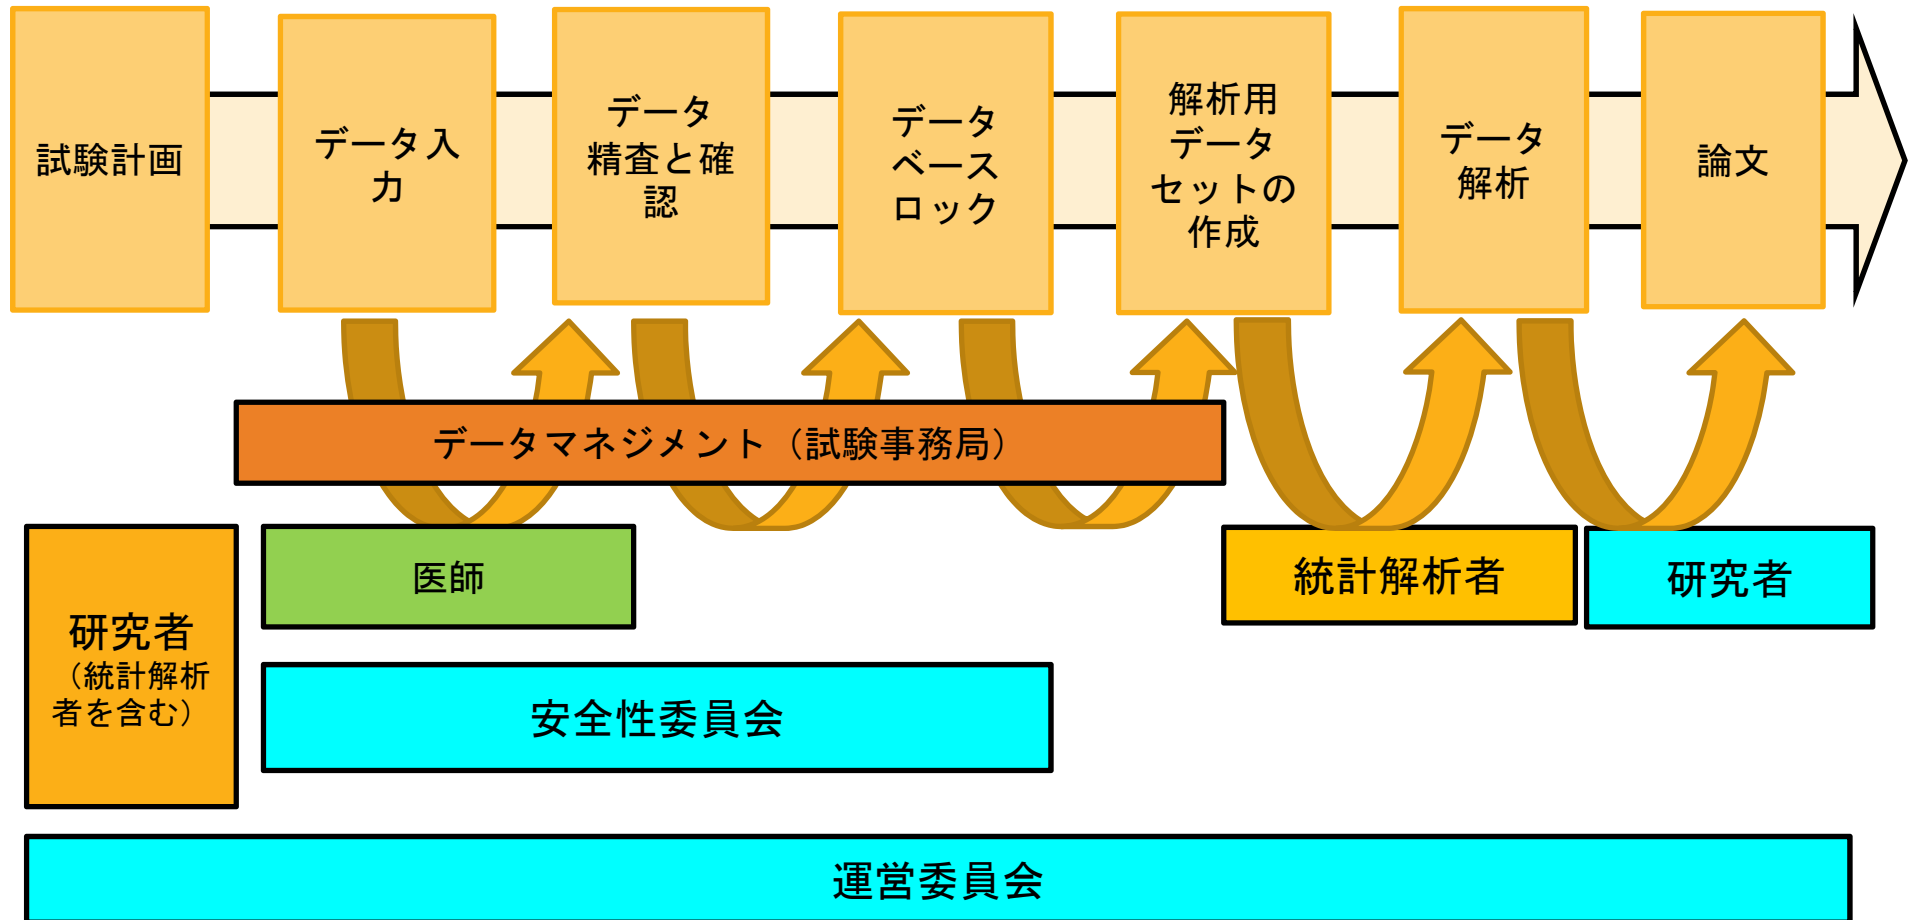 試験計画
データ入
力
データ
精査と確
認
データ
ベース
ロック
解析用
データ
セットの
作成
データ
解析
論文
データマネジメント（試験事務局）
研究者
（統計解析
者を含む）
医師
統計解析者
研究者
安全性委員会
運営委員会